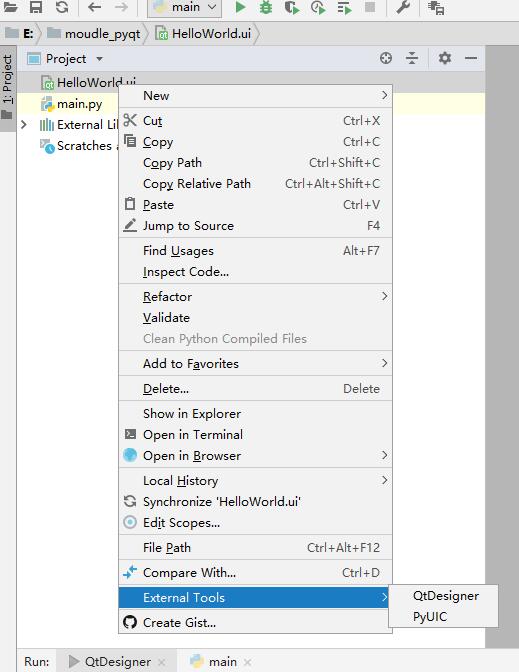 main
E: moudle_pyqt HelloWorld.ui
1: Project
Project
HelloWorld.ui
main.py
External Li
Scratches a
New
Cut Ctrl+X
Copy Ctrl+C
Copy Path Ctrl+Shift+C
Copy Relative Path Ctrl+Alt+Shift+C
Paste Ctrl+V
Jump to Source F4
Find Usages Alt+F7
Inspect Code...
Refactor
Validate
Clean Python Compiled Files
Add to Favorites
Delete... Delete
Show in Explorer
Open in Terminal
Open in Browser
Local History
Synchronize 'HelloWorld.ui'
Edit Scopes...
File Path Ctrl+Alt+F12
Compare With... Ctrl+D
External Tools
QtDesigner
PyUIC
Create Gist...
Run: QtDesigner main